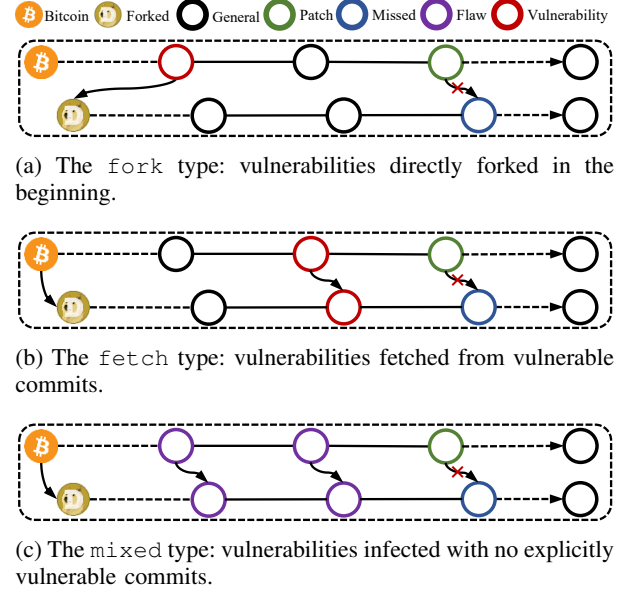 Bitcoin Forked General Patch Missed Flaw Vulnerability
(a) The fork type: vulnerabilities directly forked in the
beginning.
(b) The fetch type: vulnerabilities fetched from vulnerable
commits.
(c) The mixed type: vulnerabilities infected with no explicitly
vulnerable commits.